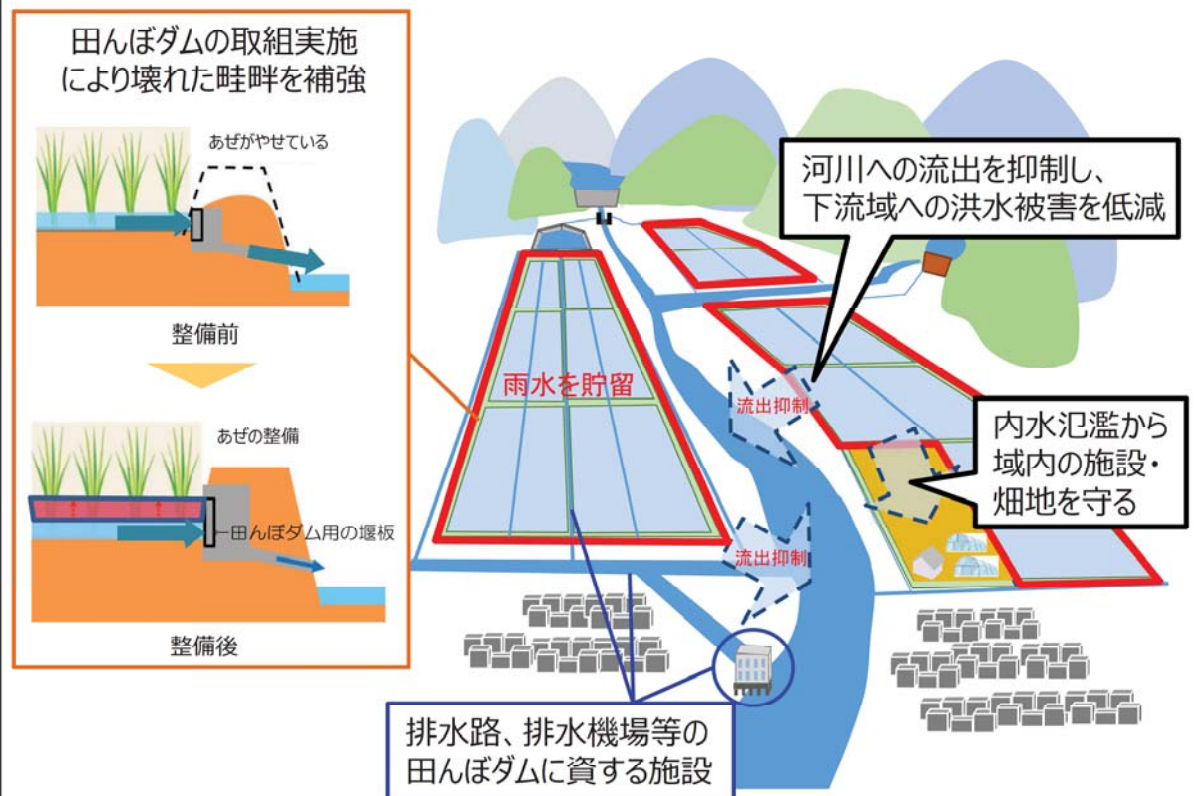 田んぼダムの取組実施
により壊れた畦畔を補強
あぜがやせている
整備前
あぜの整備
田んぼダム用の堰板
整備後
雨水を貯留
流出抑制
流出抑制
河川への流出を抑制し、
下流域への洪水被害を低減
内水氾濫から
域内の施設・
畑地を守る
排水路、排水機場等の
田んぼダムに資する施設